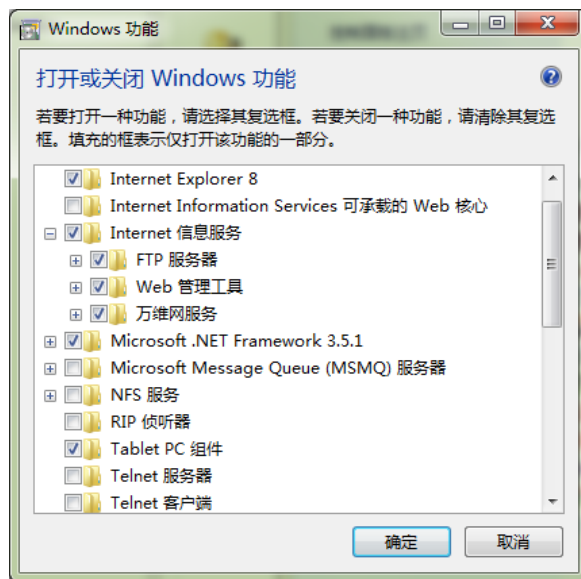 Windows 功能
打开或关闭 Windows 功能
若要打开一种功能，请选择其复选框。若要关闭一种功能，请清除其复选
框。填充的框表示仅打开该功能的一部分。
Internet Explorer 8
Internet Information Services 可承载的 Web 核心
Internet 信息服务
FTP 服务器
Web 管理工具
万维网服务
Microsoft .NET Framework 3.5.1
Microsoft Message Queue (MSMQ) 服务器
NFS 服务
RIP 侦听器
Tablet PC 组件
Telnet 服务器
Telnet 客户端
确定 取消